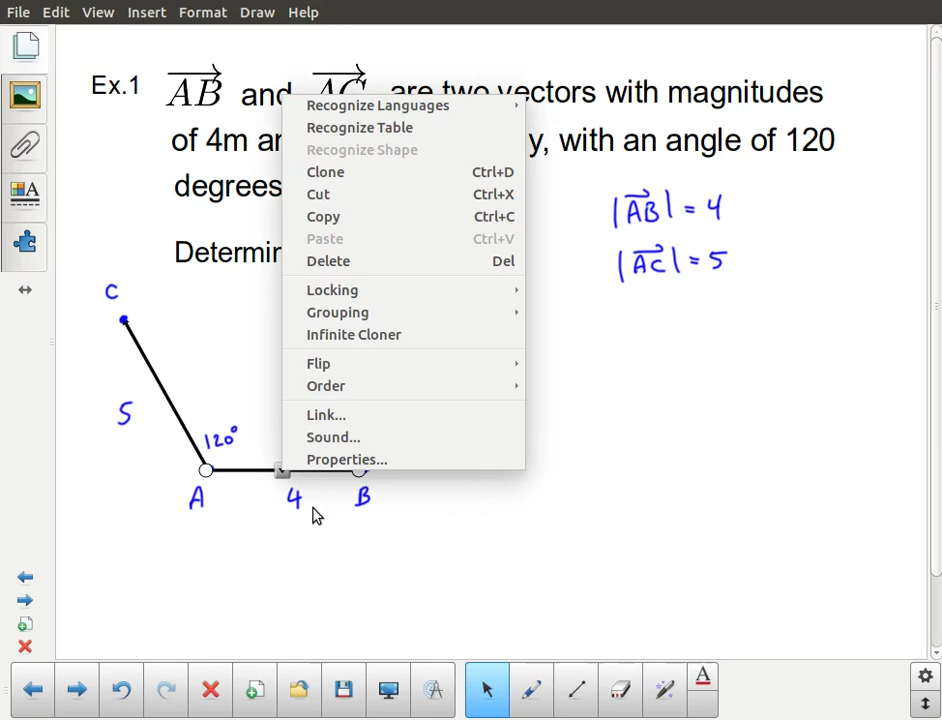 File Edit View Insert Format Draw Help
Ex.1 AB and AC are two vectors with magnitudes
of 4m an y, with an angle of 120
degrees
|AB| = 4
|AC| = 5
Determin
Recognize Languages
Recognize Table
Recognize Shape
Clone Ctrl+D
Cut Ctrl+X
Copy Ctrl+C
Paste Ctrl+V
Delete Del
Locking
Grouping
Infinite Cloner
Flip
Order
Link...
Sound...
Properties...
C
5
120°
A 4 B
A